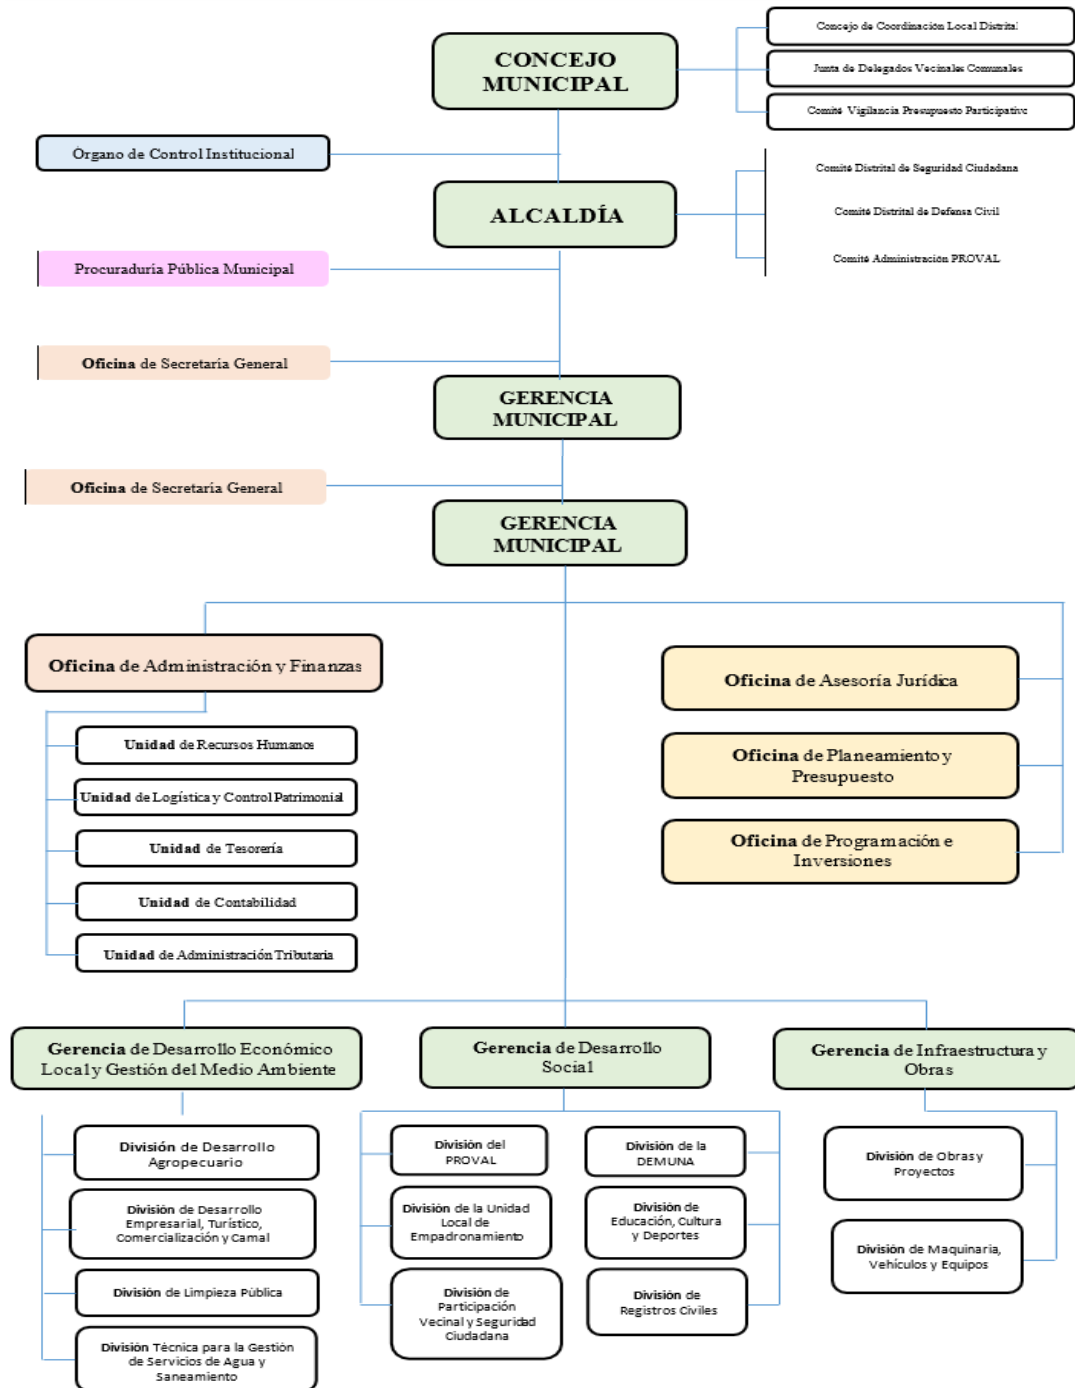 CONCEJO
MUNICIPAL
Concejo de Coordinación Local Distrital
Junta de Delegados Vecinales Comunales
Comité Vigilancia Presupuesto Participativo
Órgano de Control Institucional
ALCALDÍA
Comité Distrital de Seguridad Ciudadana
Comité Distrital de Defensa Civil
Comité Administración PROVAL
Procuraduría Pública Municipal
Oficina de Secretaría General
GERENCIA
MUNICIPAL
Oficina de Secretaría General
GERENCIA
MUNICIPAL
Oficina de Administración y Finanzas
Unidad de Recursos Humanos
Unidad de Logística y Control Patrimonial
Unidad de Tesorería
Unidad de Contabilidad
Unidad de Administración Tributaria
Oficina de Asesoría Jurídica
Oficina de Planeamiento y
Presupuesto
Oficina de Programación e
Inversiones
Gerencia de Desarrollo Económico
Local y Gestión del Medio Ambiente
División de Desarrollo
Agropecuario
División de Desarrollo
Empresarial, Turístico,
Comercialización y Camal
División de Limpieza Pública
División Técnica para la Gestión
de Servicios de Agua y
Saneamiento
Gerencia de Desarrollo
Social
División del
PROVAL
División de la Unidad
Local de
Empadronamiento
División de
Participación
Vecinal y Seguridad
Ciudadana
División de la
DEMUNA
División de
Educación, Cultura
y Deportes
División de
Registros Civiles
Gerencia de Infraestructura y
Obras
División de Obras y
Proyectos
División de Maquinaria,
Vehículos y Equipos